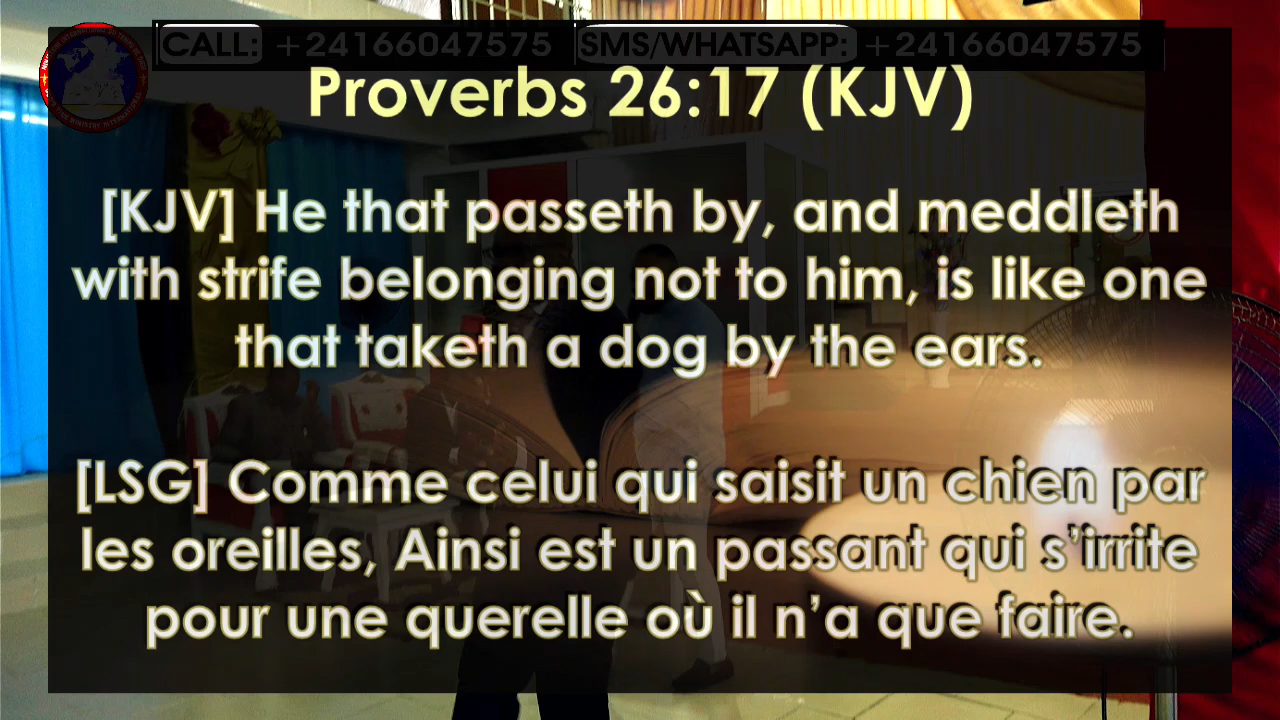 CALL: +24166047575 SMS/WHATSAPP: +24166047575
Proverbs 26:17 (KJV)
[KJV] He that passeth by, and meddleth
with strife belonging not to him, is like one
that taketh a dog by the ears.
[LSG] Comme celui qui saisit un chien par
les oreilles, Ainsi est un passant qui s’irrite
pour une querelle où il n’a que faire.